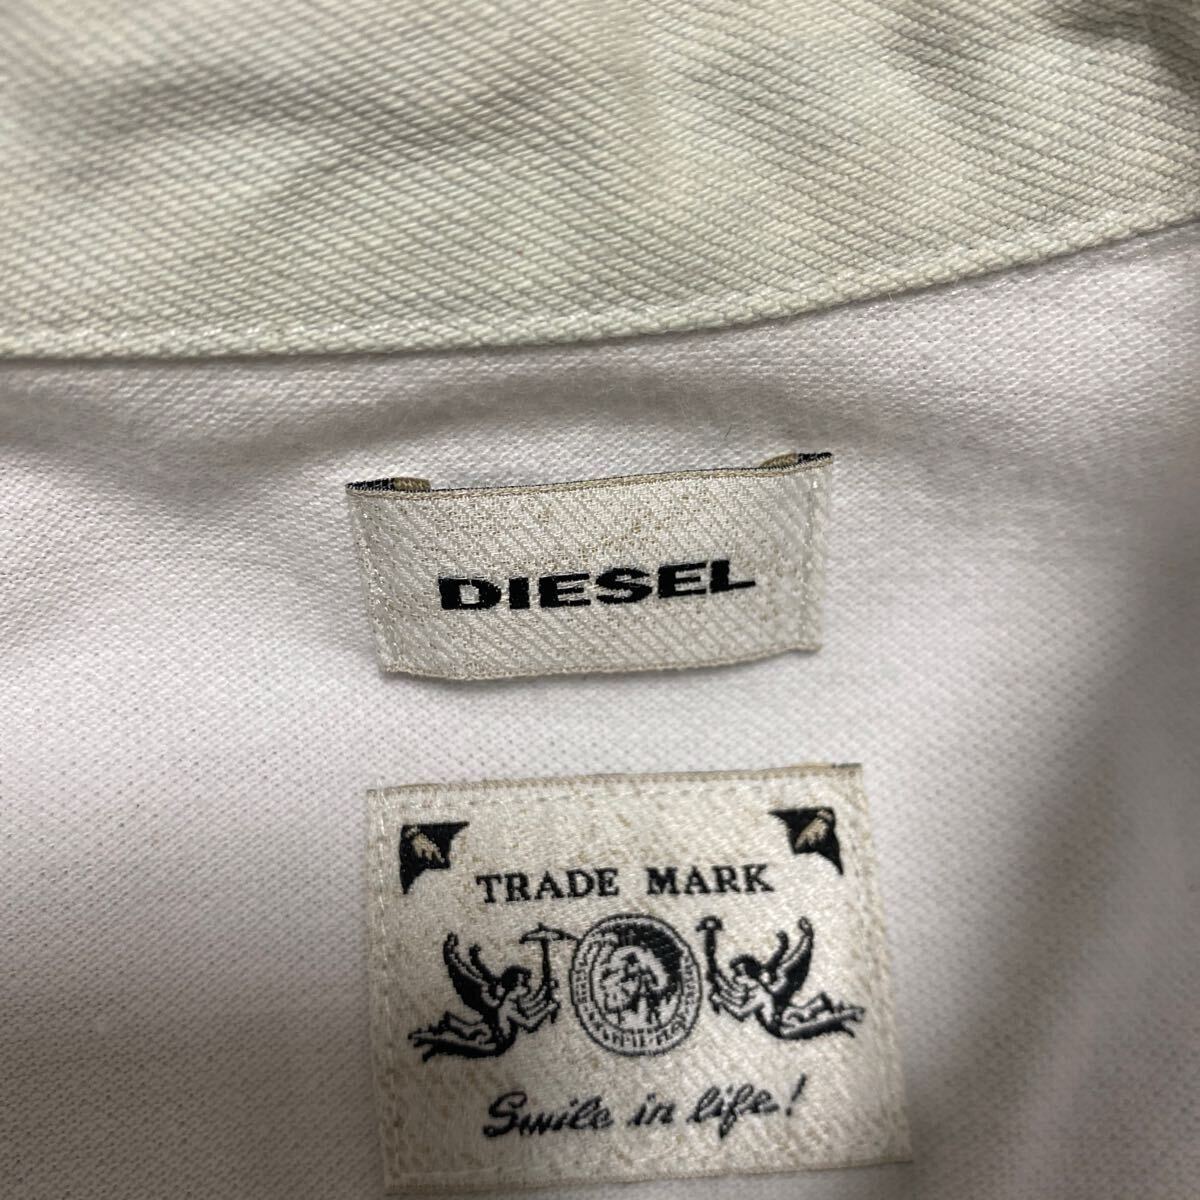 DIESEL
TRADE MARK
Smile in life!